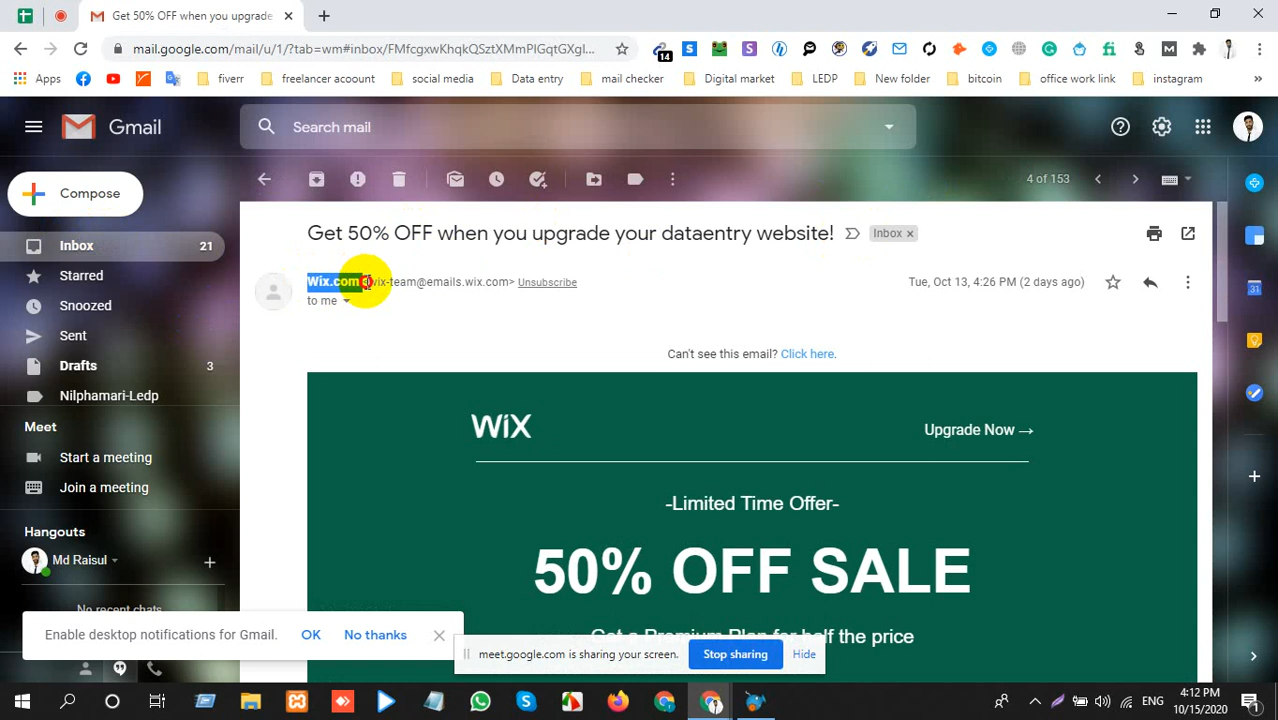 Get 50% OFF when you upgrade
mail.google.com/mail/u/1/?tab=wm#inbox/FMfcgxwKhqkQSztXMmPlGqtGXgl...
14
Apps
fiverr
freelancer acoount
social media
Data entry
mail checker
Digital market
LEDP
New folder
bitcoin
office work link
instagram
»
Gmail
Search mail
Compose
4 of 153
Inbox 21
Starred
Snoozed
Sent
Drafts 3
Nilphamari-Ledp
Meet
Start a meeting
Join a meeting
Hangouts
Md Raisul
No recent chats
Get 50% OFF when you upgrade your dataentry website!
Inbox ×
Wix.com <wix-team@emails.wix.com> Unsubscribe
Tue, Oct 13, 4:26 PM (2 days ago)
to me
Can't see this email? Click here.
WiX
Upgrade Now →
-Limited Time Offer-
50% OFF SALE
Get a Premium Plan for half the price
Enable desktop notifications for Gmail. OK No thanks
meet.google.com is sharing your screen. Stop sharing Hide
ENG
4:12 PM
10/15/2020